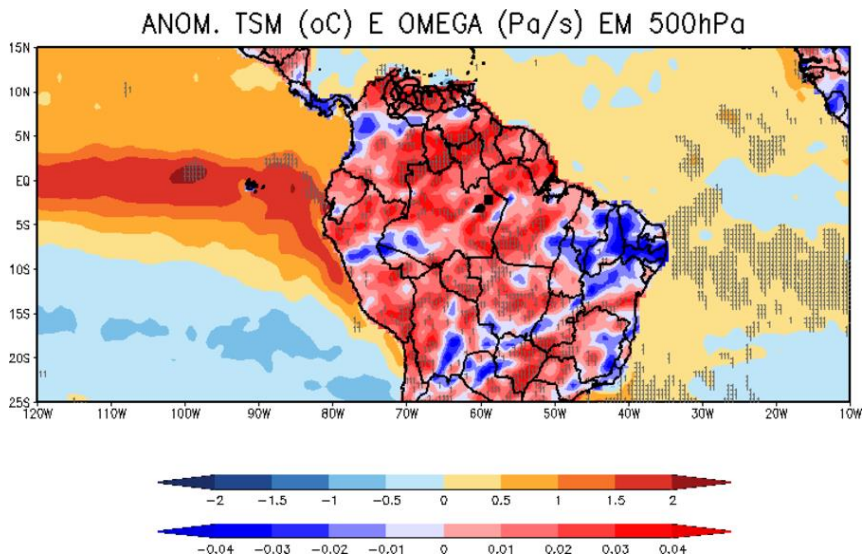 ANOM. TSM (oC) E OMEGA (Pa/s) EM 500hPa
15N
10N
5N
EQ
5S
10S
15S
20S
25S
120W 110W 100W 90W 80W 70W 60W 50W 40W 30W 20W 10W
-2 -1.5 -1 -0.5 0 0.5 1 1.5 2
-0.04 -0.03 -0.02 -0.01 0 0.01 0.02 0.03 0.04